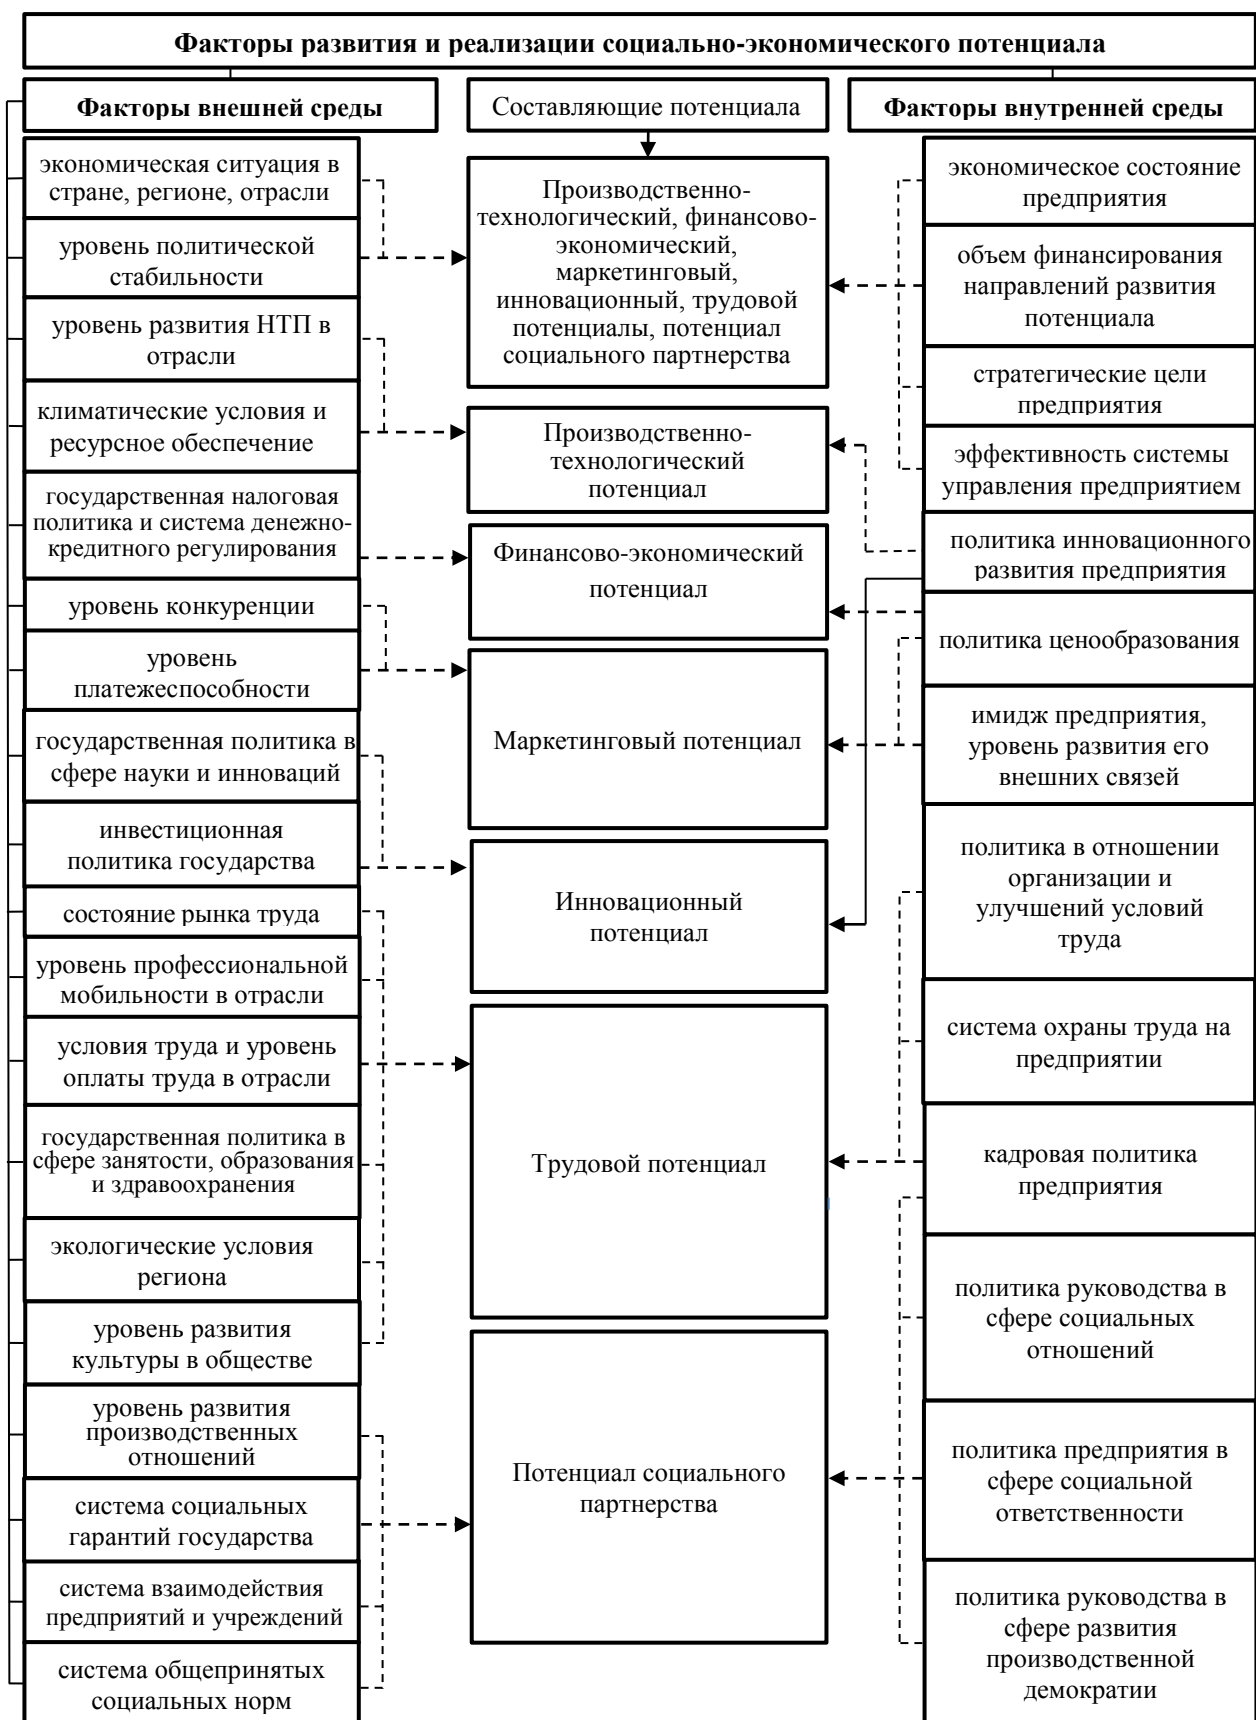 Факторы развития и реализации социально-экономического потенциала
Факторы внешней среды
экономическая ситуация в
стране, регионе, отрасли
уровень политической
стабильности
уровень развития НТП в
отрасли
климатические условия и
ресурсное обеспечение
государственная налоговая
политика и система денежно-
кредитного регулирования
уровень конкуренции
уровень
платежеспособности
государственная политика в
сфере науки и инноваций
инвестиционная
политика государства
состояние рынка труда
уровень профессиональной
мобильности в отрасли
условия труда и уровень
оплаты труда в отрасли
государственная политика в
сфере занятости, образования
и здравоохранения
экологические условия
региона
уровень развития
культуры в обществе
уровень развития
производственных
отношений
система социальных
гарантий государства
система взаимодействия
предприятий и учреждений
система общепринятых
социальных норм
Составляющие потенциала
Производственно-
технологический, финансово-
экономический,
маркетинговый,
инновационный, трудовой
потенциалы, потенциал
социального партнерства
Производственно-
технологический
потенциал
Финансово-экономический
потенциал
Маркетинговый потенциал
Инновационный
потенциал
Трудовой потенциал
Потенциал социального
партнерства
Факторы внутренней среды
экономическое состояние
предприятия
объем финансирования
направлений развития
потенциала
стратегические цели
предприятия
эффективность системы
управления предприятием
политика инновационного
развития предприятия
политика ценообразования
имидж предприятия,
уровень развития его
внешних связей
политика в отношении
организации и
улучшений условий
труда
система охраны труда на
предприятии
кадровая политика
предприятия
политика руководства в
сфере социальных
отношений
политика предприятия в
сфере социальной
ответственности
политика руководства в
сфере развития
производственной
демократии